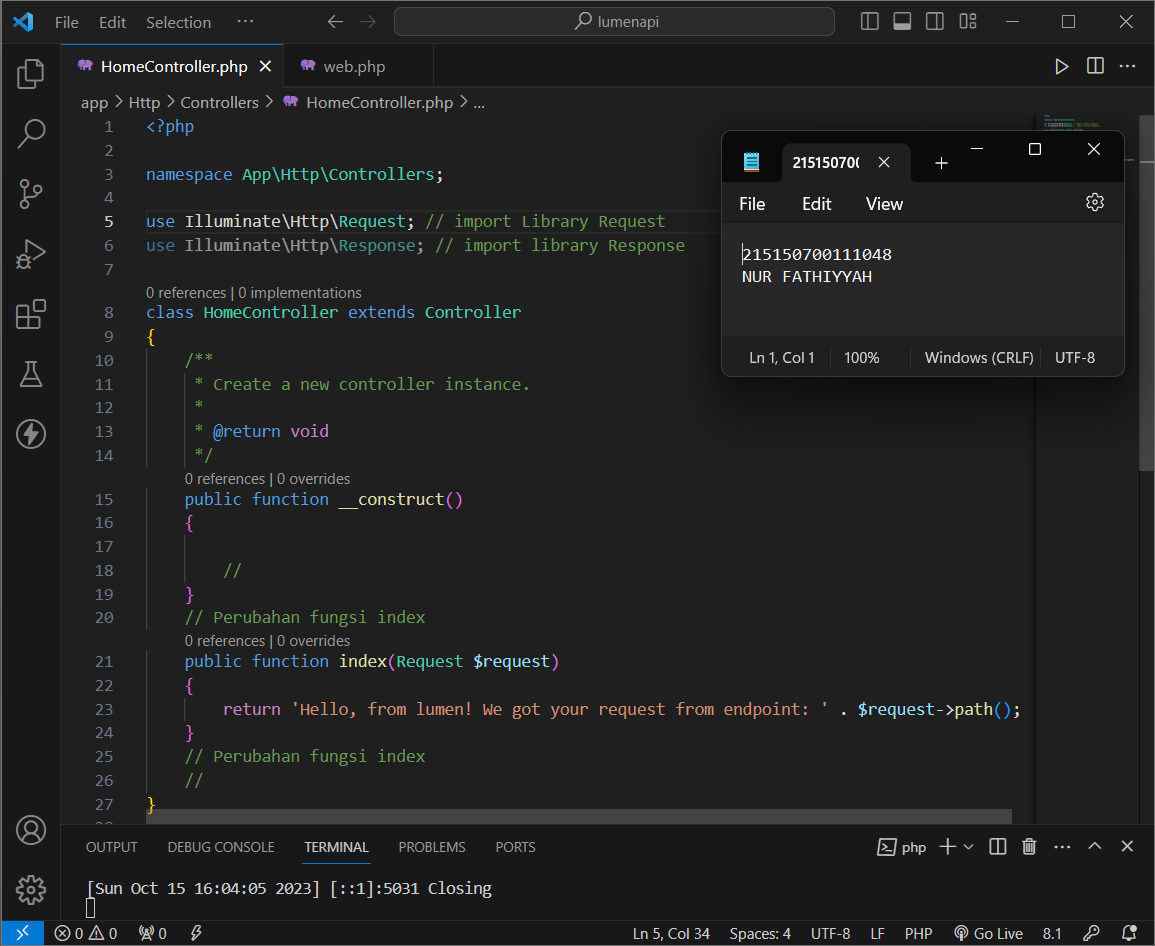 File Edit Selection ··· lumenapi
HomeController.php web.php
app > Http > Controllers > HomeController.php > ...
1 <?php
2
3 namespace App\Http\Controllers;
4
5 use Illuminate\Http\Request; // import Library Request
6 use Illuminate\Http\Response; // import library Response
7
0 references | 0 implementations
8 class HomeController extends Controller
9 {
10 /**
11 * Create a new controller instance.
12 *
13 * @return void
14 */
0 references | 0 overrides
15 public function __construct()
16 {
17
18 //
19 }
20 // Perubahan fungsi index
0 references | 0 overrides
21 public function index(Request $request)
22 {
23 return 'Hello, from lumen! We got your request from endpoint: ' . $request->path();
24 }
25 // Perubahan fungsi index
26 //
27 }
21515070
File Edit View
215150700111048
NUR FATHIYYAH
Ln 1, Col 1 100% Windows (CRLF) UTF-8
OUTPUT DEBUG CONSOLE TERMINAL PROBLEMS PORTS php
[Sun Oct 15 16:04:05 2023] [::1]:5031 Closing
0 0 0 Ln 5, Col 34 Spaces: 4 UTF-8 LF PHP Go Live 8.1